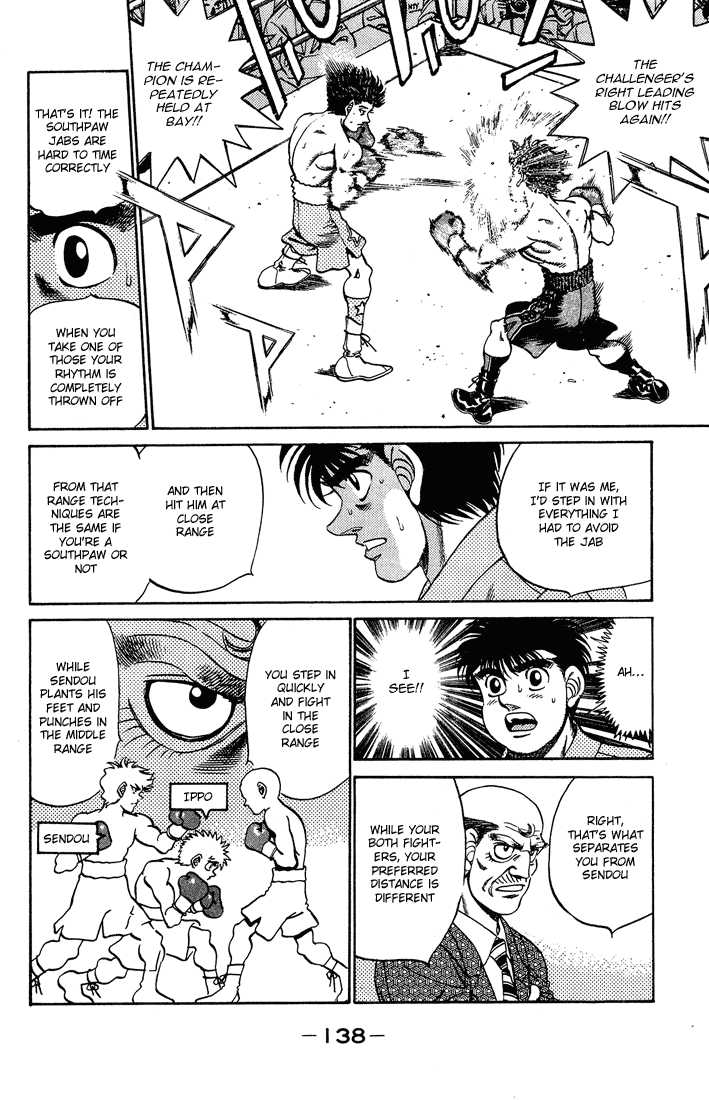 THE
CHALLENGER'S
RIGHT LEADING
BLOW HITS
AGAIN!!
THE CHAM-
PION IS RE-
PEATEDLY
HELD AT
BAY!!
THAT'S IT! THE
SOUTHPAW
JABS ARE
HARD TO TIME
CORRECTLY
WHEN YOU
TAKE ONE OF
THOSE YOUR
RHYTHM IS
COMPLETELY
THROWN OFF
IF IT WAS ME,
I'D STEP IN WITH
EVERYTHING I
HAD TO AVOID
THE JAB
AND THEN
HIT HIM AT
CLOSE
RANGE
FROM THAT
RANGE TECH-
NIQUES ARE
THE SAME IF
YOU'RE A
SOUTHPAW OR
NOT
AH...
I
SEE!!
RIGHT,
THAT'S WHAT
SEPARATES
YOU FROM
SENDOU
WHILE YOUR
BOTH FIGHT-
ERS, YOUR
PREFERRED
DISTANCE IS
DIFFERENT
YOU STEP IN
QUICKLY
AND FIGHT
IN THE
CLOSE
RANGE
WHILE
SENDOU
PLANTS HIS
FEET AND
PUNCHES IN
THE MIDDLE
RANGE
IPPO
SENDOU
-138-